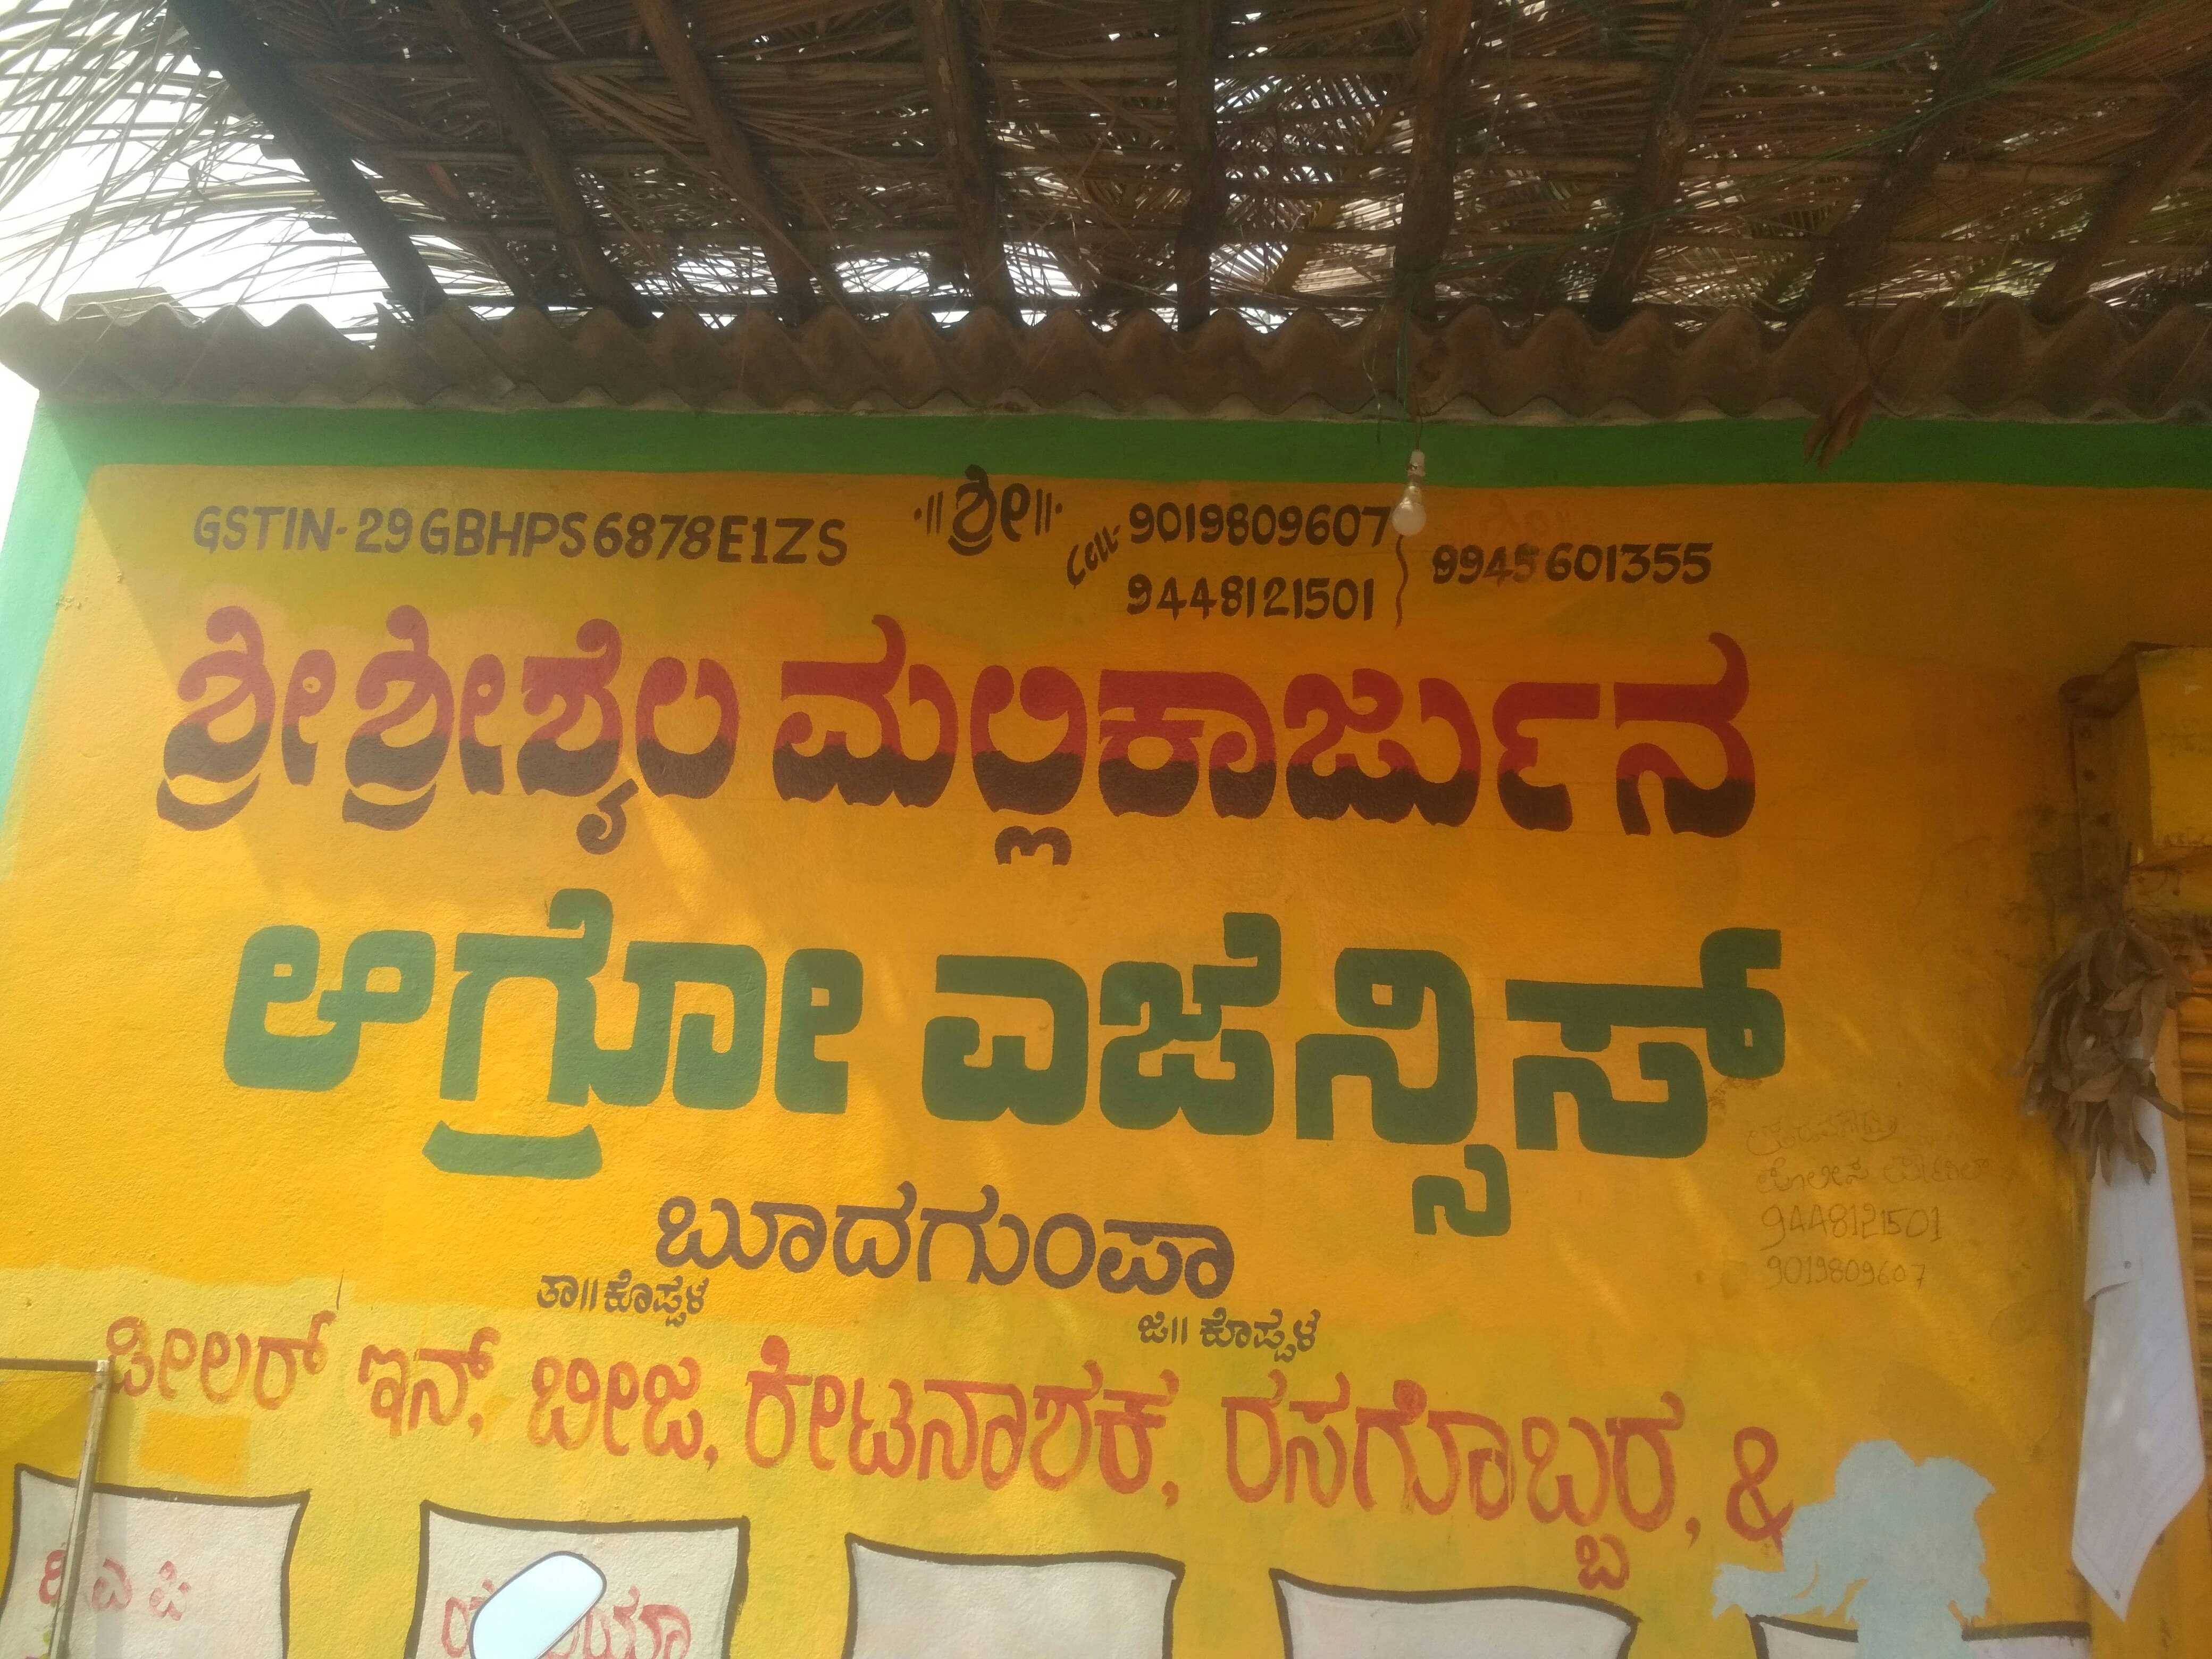 GSTIN-29GBHPS6878E1ZS
॥ಶ್ರೀ॥
Cell-9019809607
9448121501
9945601355
ಶ್ರೀ ಶ್ರೀಶೈಲ ಮಲ್ಲಿಕಾರ್ಜುನ
ಆಗ್ರೋ ಏಜೆನ್ಸಿಸ್
ಬೂದಗುಂಪಾ
ತಾ॥ಕೊಪ್ಪಳ
ಜಿ॥ ಕೊಪ್ಪಳ
ಡೀಲರ್ ಇನ್, ಬೀಜ, ಕೀಟನಾಶಕ, ರಸಗೊಬ್ಬರ, &
9448121501
9019809607
ಡಿ ಎ ಪಿ